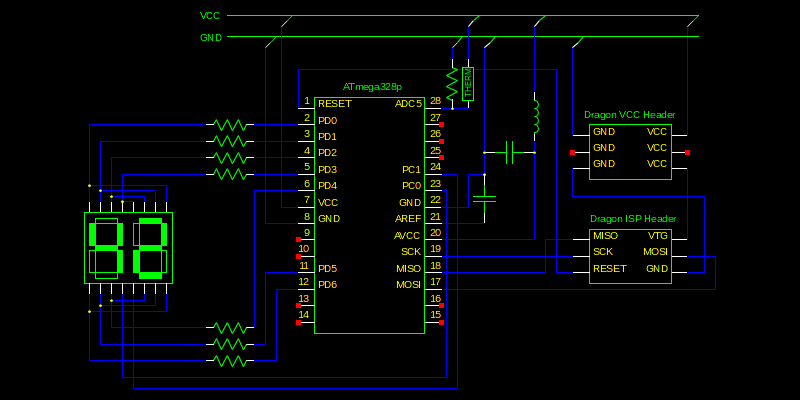 VCC
GND
THERM
ATmega328p
1 RESET ADC5 28
2 PD0 27
3 PD1 26
4 PD2 25
5 PD3 PC1 24
6 PD4 PC0 23
7 VCC GND 22
8 GND AREF 21
9 AVCC 20
10 SCK 19
11 PD5 MISO 18
12 PD6 MOSI 17
13 16
14 15
Dragon VCC Header
GND VCC
VCC
GND VCC
Dragon ISP Header
MISO VTG
SCK MOSI
RESET GND